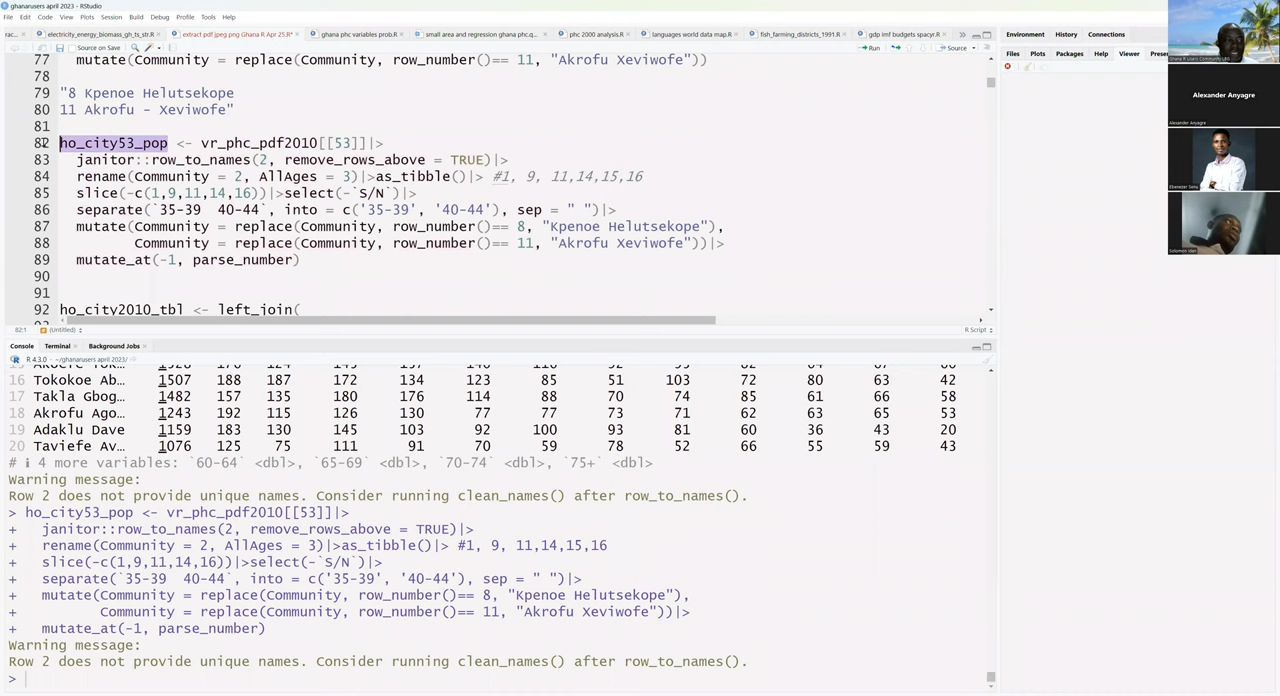 ghanarusers april 2023 - RStudio
File Edit Code View Plots Session Build Debug Profile Tools Help
rac... electricity_energy_biomass_gh_ts_str.R extract pdf jpeg png Ghana R Apr 25.R* ghana phc variables prob.R small area and regression ghana phc.q... phc 2000 analysis.R languages world data map.R fish_farming_districts_1991.R gdp imf budgets spacyr.R
Source on Save Run Source
77 mutate(Community = replace(Community, row_number()== 11, "Akrofu Xeviwofe"))
78
79 "8 Kpenoe Helutsekope
80 11 Akrofu - Xeviwofe"
81
82 ho_city53_pop <- vr_phc_pdf2010[[53]]|>
83 janitor::row_to_names(2, remove_rows_above = TRUE)|>
84 rename(Community = 2, AllAges = 3)|>as_tibble()|> #1, 9, 11,14,15,16
85 slice(-c(1,9,11,14,16))|>select(-`S/N`)|>
86 separate(`35-39  40-44`, into = c('35-39', '40-44'), sep = " ")|>
87 mutate(Community = replace(Community, row_number()== 8, "Kpenoe Helutsekope"),
88 Community = replace(Community, row_number()== 11, "Akrofu Xeviwofe"))|>
89 mutate_at(-1, parse_number)
90
91
92 ho_city2010_tbl <- left_join(
82:1 (Untitled) R Script
Console Terminal Background Jobs
R 4.3.0 · ~/ghanarusers april 2023/
16 Tokokoe Ab… 1507 188 187 172 134 123 85 51 103 72 80 63 42
17 Takla Gbog… 1482 157 135 180 176 114 88 70 74 85 61 66 58
18 Akrofu Ago… 1243 192 115 126 130 77 77 73 71 62 63 65 53
19 Adaklu Dave 1159 183 130 145 103 92 100 93 81 60 36 43 20
20 Taviefe Av… 1076 125 75 111 91 70 59 78 52 66 55 59 43
# ℹ 4 more variables: `60-64` <dbl>, `65-69` <dbl>, `70-74` <dbl>, `75+` <dbl>
Warning message:
Row 2 does not provide unique names. Consider running clean_names() after row_to_names().
> ho_city53_pop <- vr_phc_pdf2010[[53]]|>
+ janitor::row_to_names(2, remove_rows_above = TRUE)|>
+ rename(Community = 2, AllAges = 3)|>as_tibble()|> #1, 9, 11,14,15,16
+ slice(-c(1,9,11,14,16))|>select(-`S/N`)|>
+ separate(`35-39  40-44`, into = c('35-39', '40-44'), sep = " ")|>
+ mutate(Community = replace(Community, row_number()== 8, "Kpenoe Helutsekope"),
+ Community = replace(Community, row_number()== 11, "Akrofu Xeviwofe"))|>
+ mutate_at(-1, parse_number)
Warning message:
Row 2 does not provide unique names. Consider running clean_names() after row_to_names().
>
Environment History Connections
Files Plots Packages Help Viewer Prese
Alexander Anyagre
Alexander Anyagre